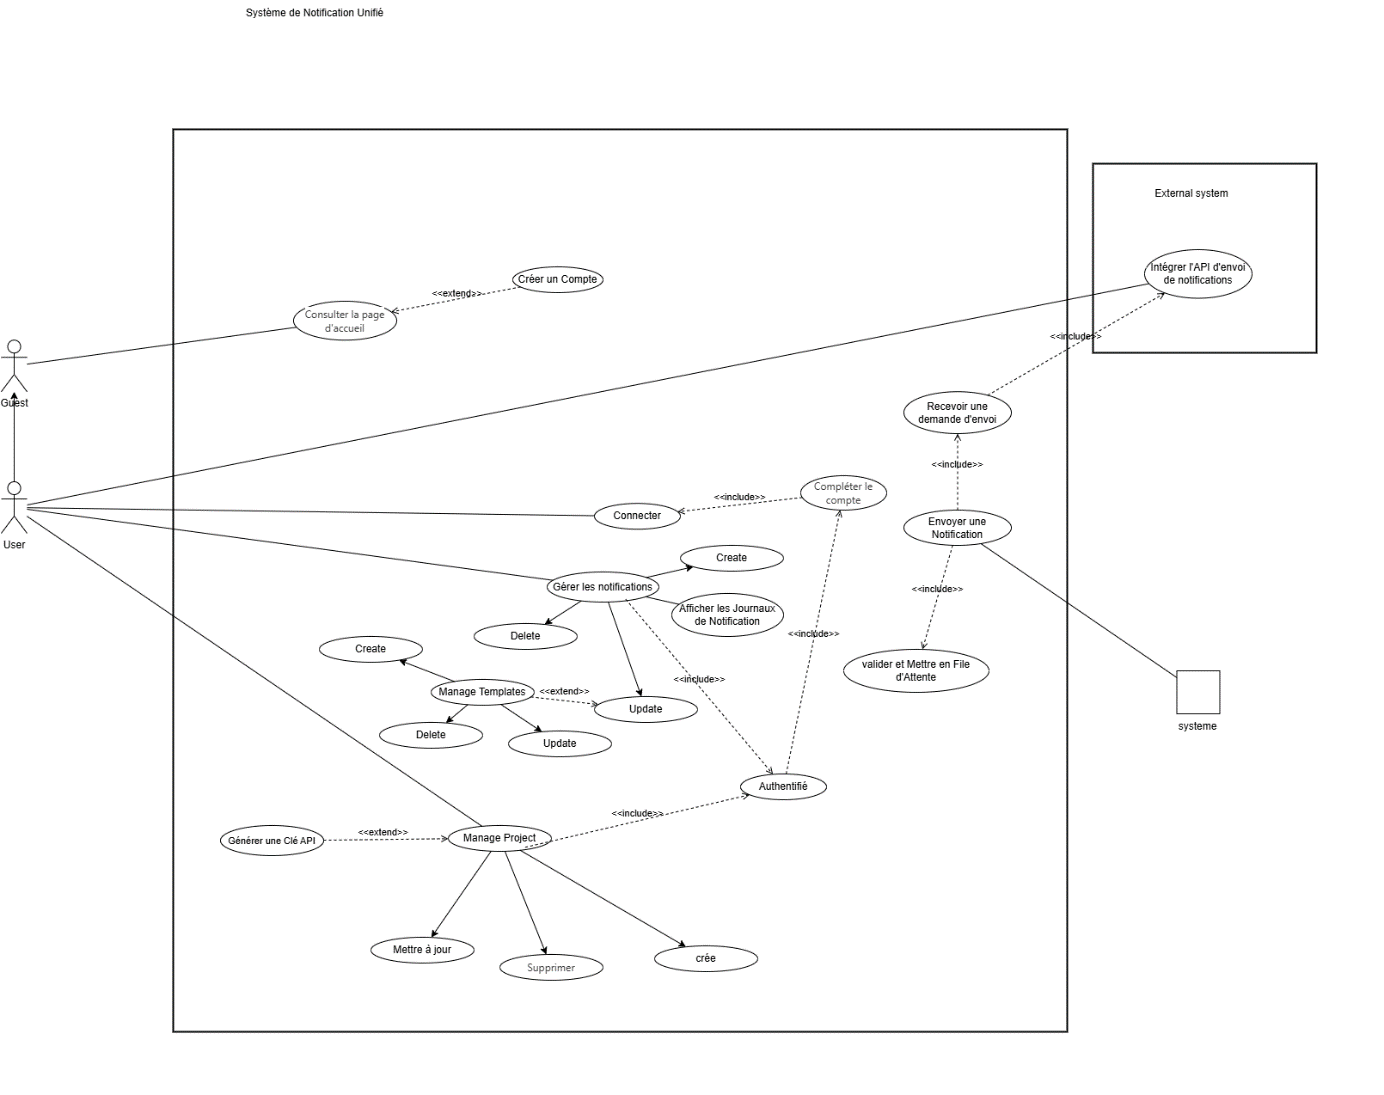 Système de Notification Unifié
External system
Intégrer l'API d'envoi
de notifications
Créer un Compte
<<extend>>
Consulter la page
d'accueil
<<include>>
Guest
Recevoir une
demande d'envoi
<<include>>
Compléter le
compte
<<include>>
Connecter
Envoyer une
Notification
User
Create
Gérer les notifications
<<include>>
Afficher les Journaux
de Notification
Delete
<<include>>
Create
valider et Mettre en File
d'Attente
<<include>>
Manage Templates
<<extend>>
Update
systeme
Delete
Update
Authentifié
<<include>>
<<extend>>
Générer une Clé API
Manage Project
Mettre á jour
Supprimer
crée